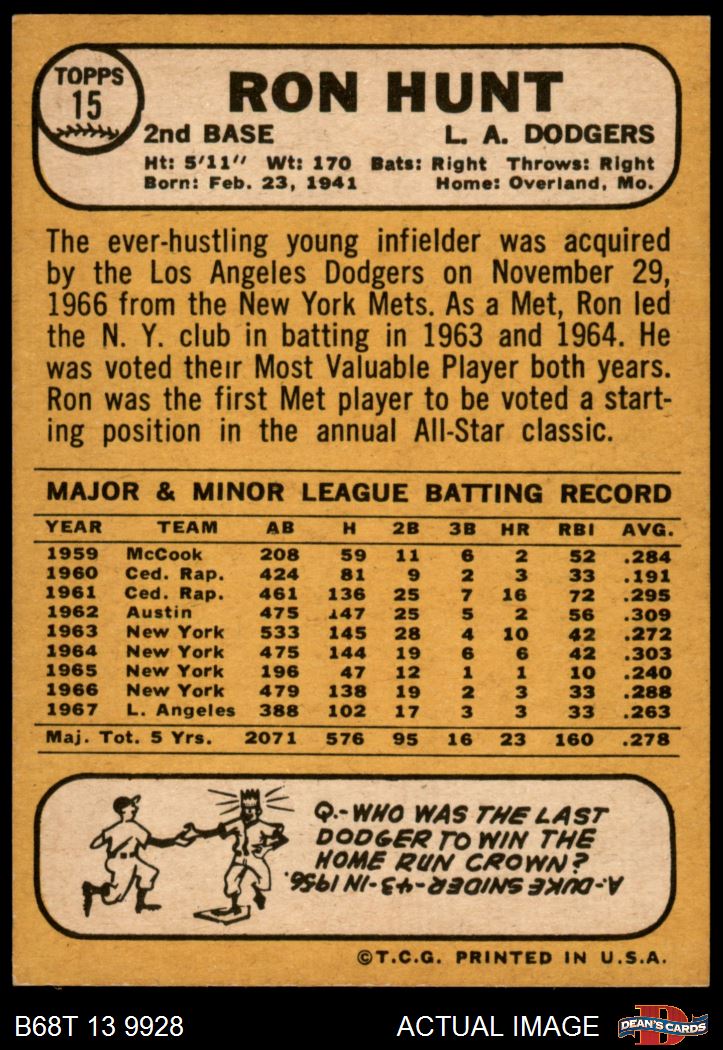 TOPPS
15
RON HUNT
2nd BASE L. A. DODGERS
Ht: 5'11" Wt: 170 Bats: Right Throws: Right
Born: Feb. 23, 1941 Home: Overland, Mo.
The ever-hustling young infielder was acquired
by the Los Angeles Dodgers on November 29,
1966 from the New York Mets. As a Met, Ron led
the N. Y. club in batting in 1963 and 1964. He
was voted their Most Valuable Player both years.
Ron was the first Met player to be voted a start-
ing position in the annual All-Star classic.
MAJOR & MINOR LEAGUE BATTING RECORD
YEAR TEAM AB H 2B 3B HR RBI AVG.
1959 McCook 208 59 11 6 2 52 .284
1960 Ced. Rap. 424 81 9 2 3 33 .191
1961 Ced. Rap. 461 136 25 7 16 72 .295
1962 Austin 475 147 25 5 2 56 .309
1963 New York 533 145 28 4 10 42 .272
1964 New York 475 144 19 6 6 42 .303
1965 New York 196 47 12 1 1 10 .240
1966 New York 479 138 19 2 3 33 .288
1967 L. Angeles 388 102 17 3 3 33 .263
Maj. Tot. 5 Yrs. 2071 576 95 16 23 160 .278
Q.-WHO WAS THE LAST
DODGER TO WIN THE
HOME RUN CROWN?
A-DUKE SNIDER-43-IN 1956.
©T.C.G. PRINTED IN U.S.A.
B68T 13 9928 ACTUAL IMAGE
D
DEAN'S CARDS